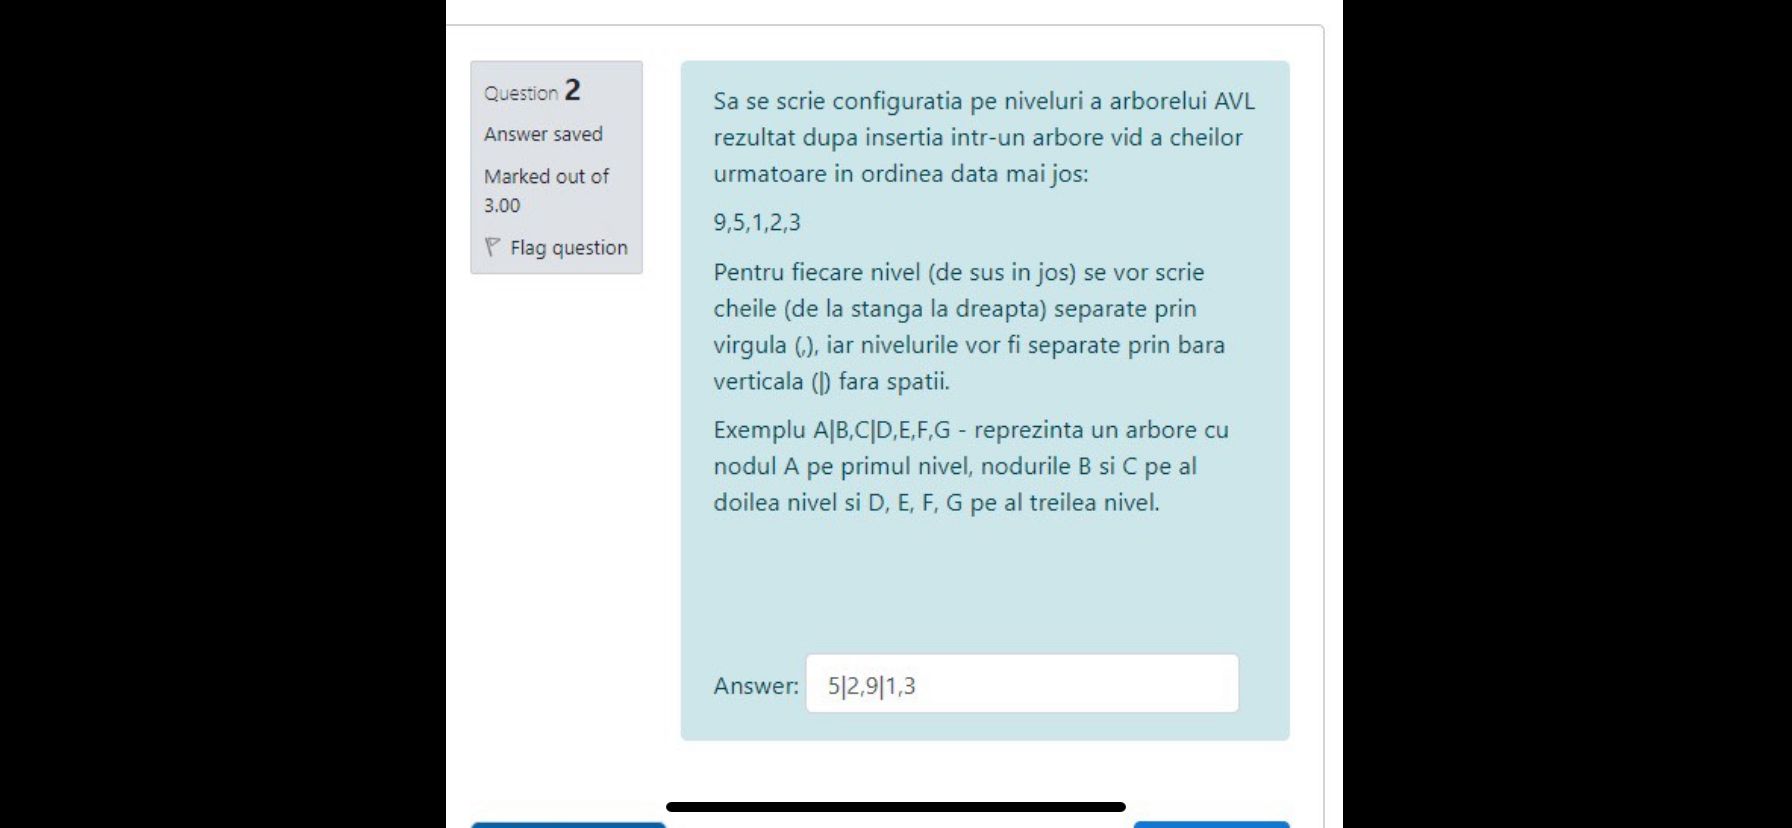 Question 2
Answer saved
Marked out of
3.00
Flag question
Sa se scrie configuratia pe niveluri a arborelui AVL
rezultat dupa insertia intr-un arbore vid a cheilor
urmatoare in ordinea data mai jos:
9,5,1,2,3
Pentru fiecare nivel (de sus in jos) se vor scrie
cheile (de la stanga la dreapta) separate prin
virgula (,), iar nivelurile vor fi separate prin bara
verticala (|) fara spatii.
Exemplu A|B,C|D,E,F,G - reprezinta un arbore cu
nodul A pe primul nivel, nodurile B si C pe al
doilea nivel si D, E, F, G pe al treilea nivel.
Answer: 5|2,9|1,3